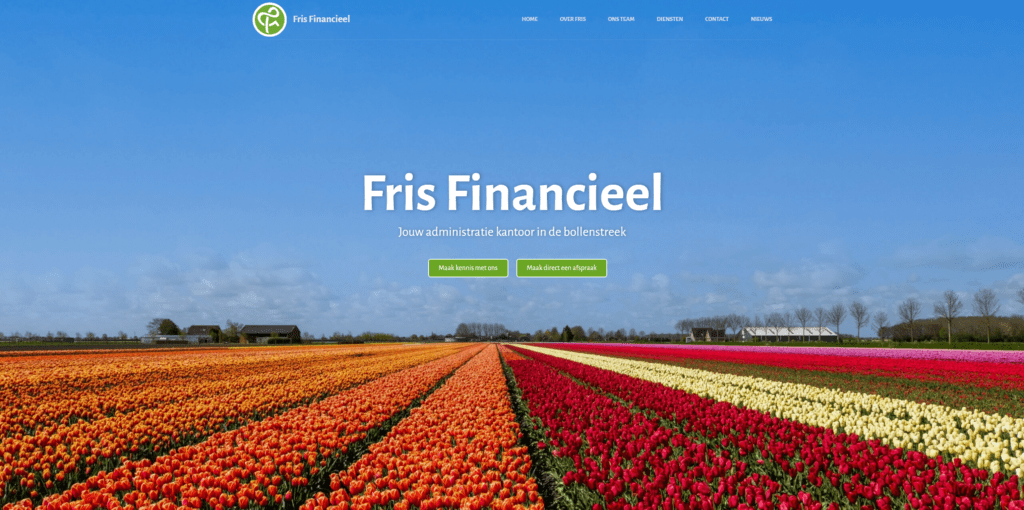 Fris Financieel
HOME OVER FRIS ONS TEAM DIENSTEN CONTACT NIEUWS
Fris Financieel
Jouw administratie kantoor in de bollenstreek
Maak kennis met ons Maak direct een afspraak